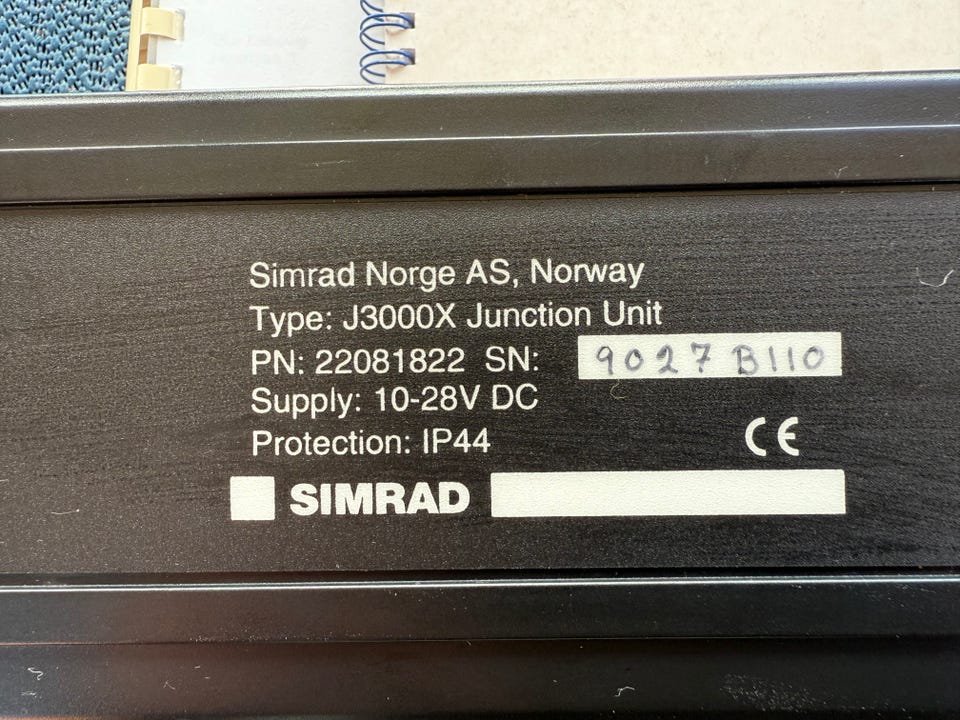 Simrad Norge AS, Norway
Type: J3000X Junction Unit
PN: 22081822 SN: 9027 B110
Supply: 10-28V DC
Protection: IP44 CE
SIMRAD